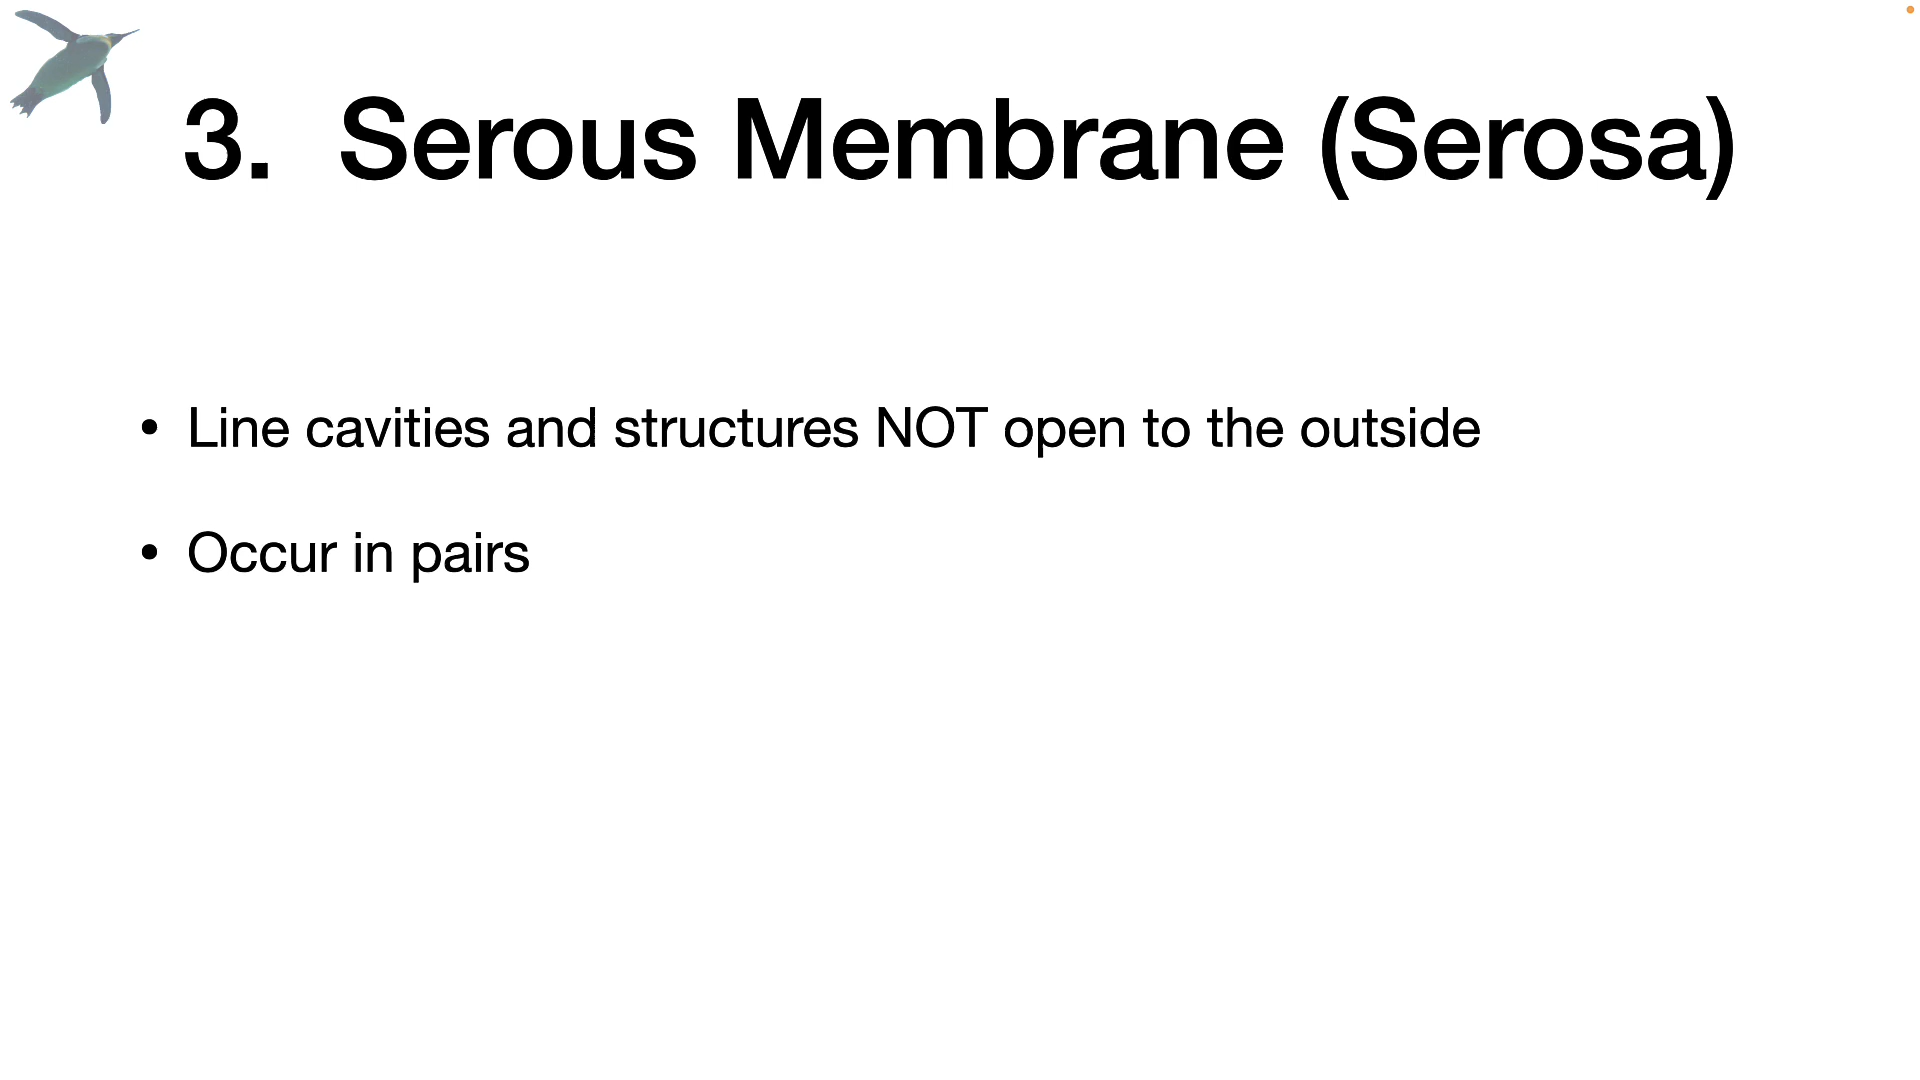 3. Serous Membrane (Serosa)
• Line cavities and structures NOT open to the outside
• Occur in pairs